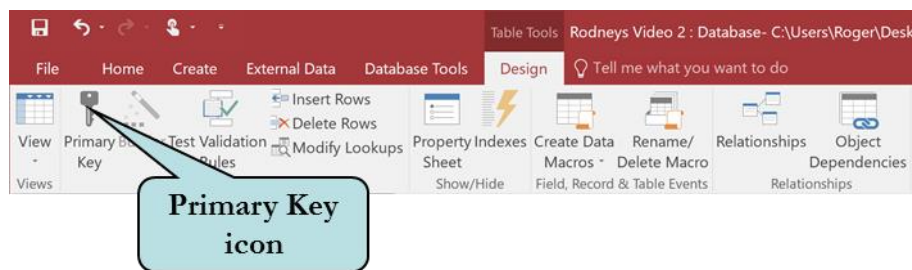 Table Tools Rodneys Video 2 : Database- C:\Users\Roger\Desk
File Home Create External Data Database Tools Design Tell me what you want to do
Insert Rows
Delete Rows
Modify Lookups
View Primary Key
Test Validation Rules
Property Sheet
Indexes
Create Data Macros
Rename/ Delete Macro
Relationships
Object Dependencies
Views Show/Hide Field, Record & Table Events Relationships
Primary Key
icon